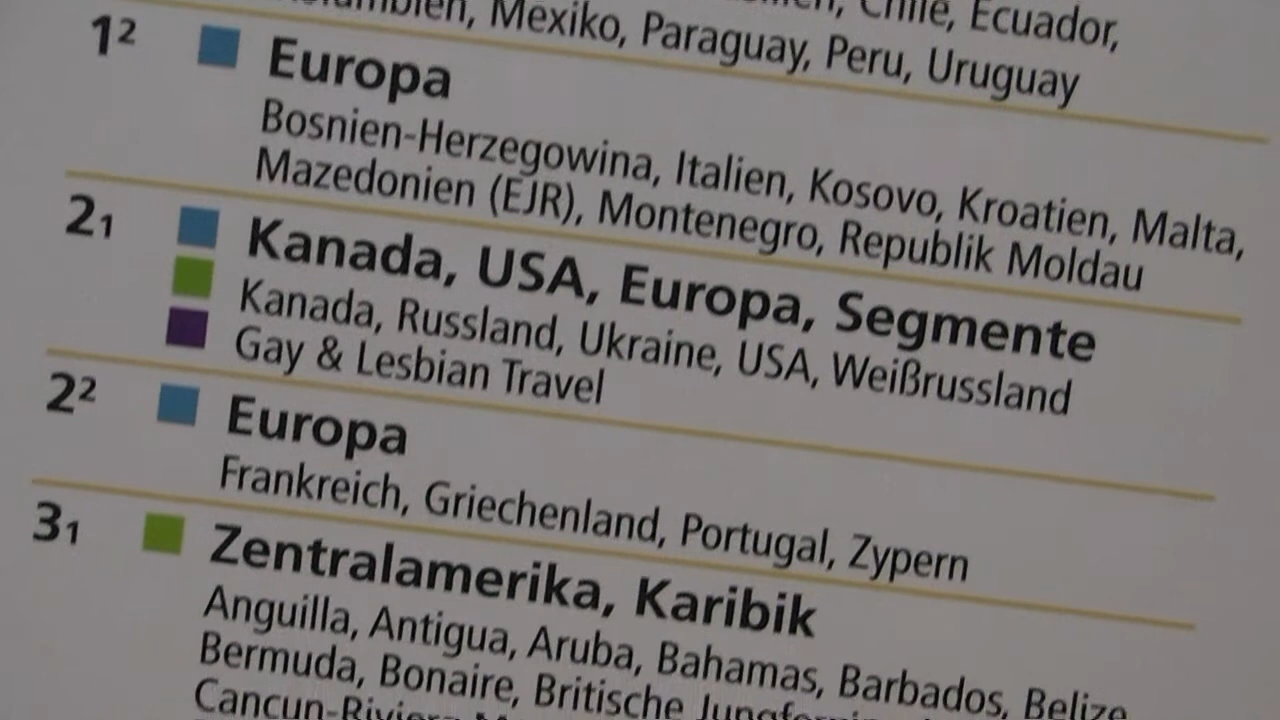 Chile, Ecuador,
Mexiko, Paraguay, Peru, Uruguay
1² Europa
Bosnien-Herzegowina, Italien, Kosovo, Kroatien, Malta,
Mazedonien (EJR), Montenegro, Republik Moldau
2₁ Kanada, USA, Europa, Segmente
Kanada, Russland, Ukraine, USA, Weißrussland
Gay & Lesbian Travel
2² Europa
Frankreich, Griechenland, Portugal, Zypern
3₁ Zentralamerika, Karibik
Anguilla, Antigua, Aruba, Bahamas, Barbados, Belize
Bermuda, Bonaire, Britische